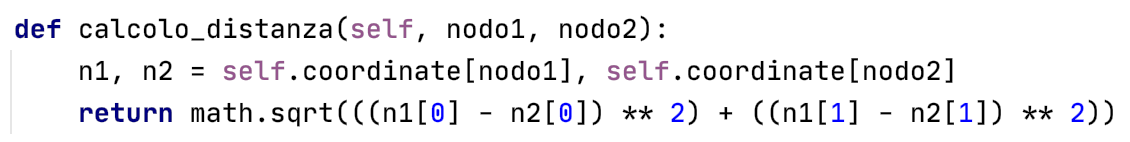 def calcolo_distanza(self, nodo1, nodo2):
    n1, n2 = self.coordinate[nodo1], self.coordinate[nodo2]
    return math.sqrt(((n1[0] - n2[0]) ** 2) + ((n1[1] - n2[1]) ** 2))